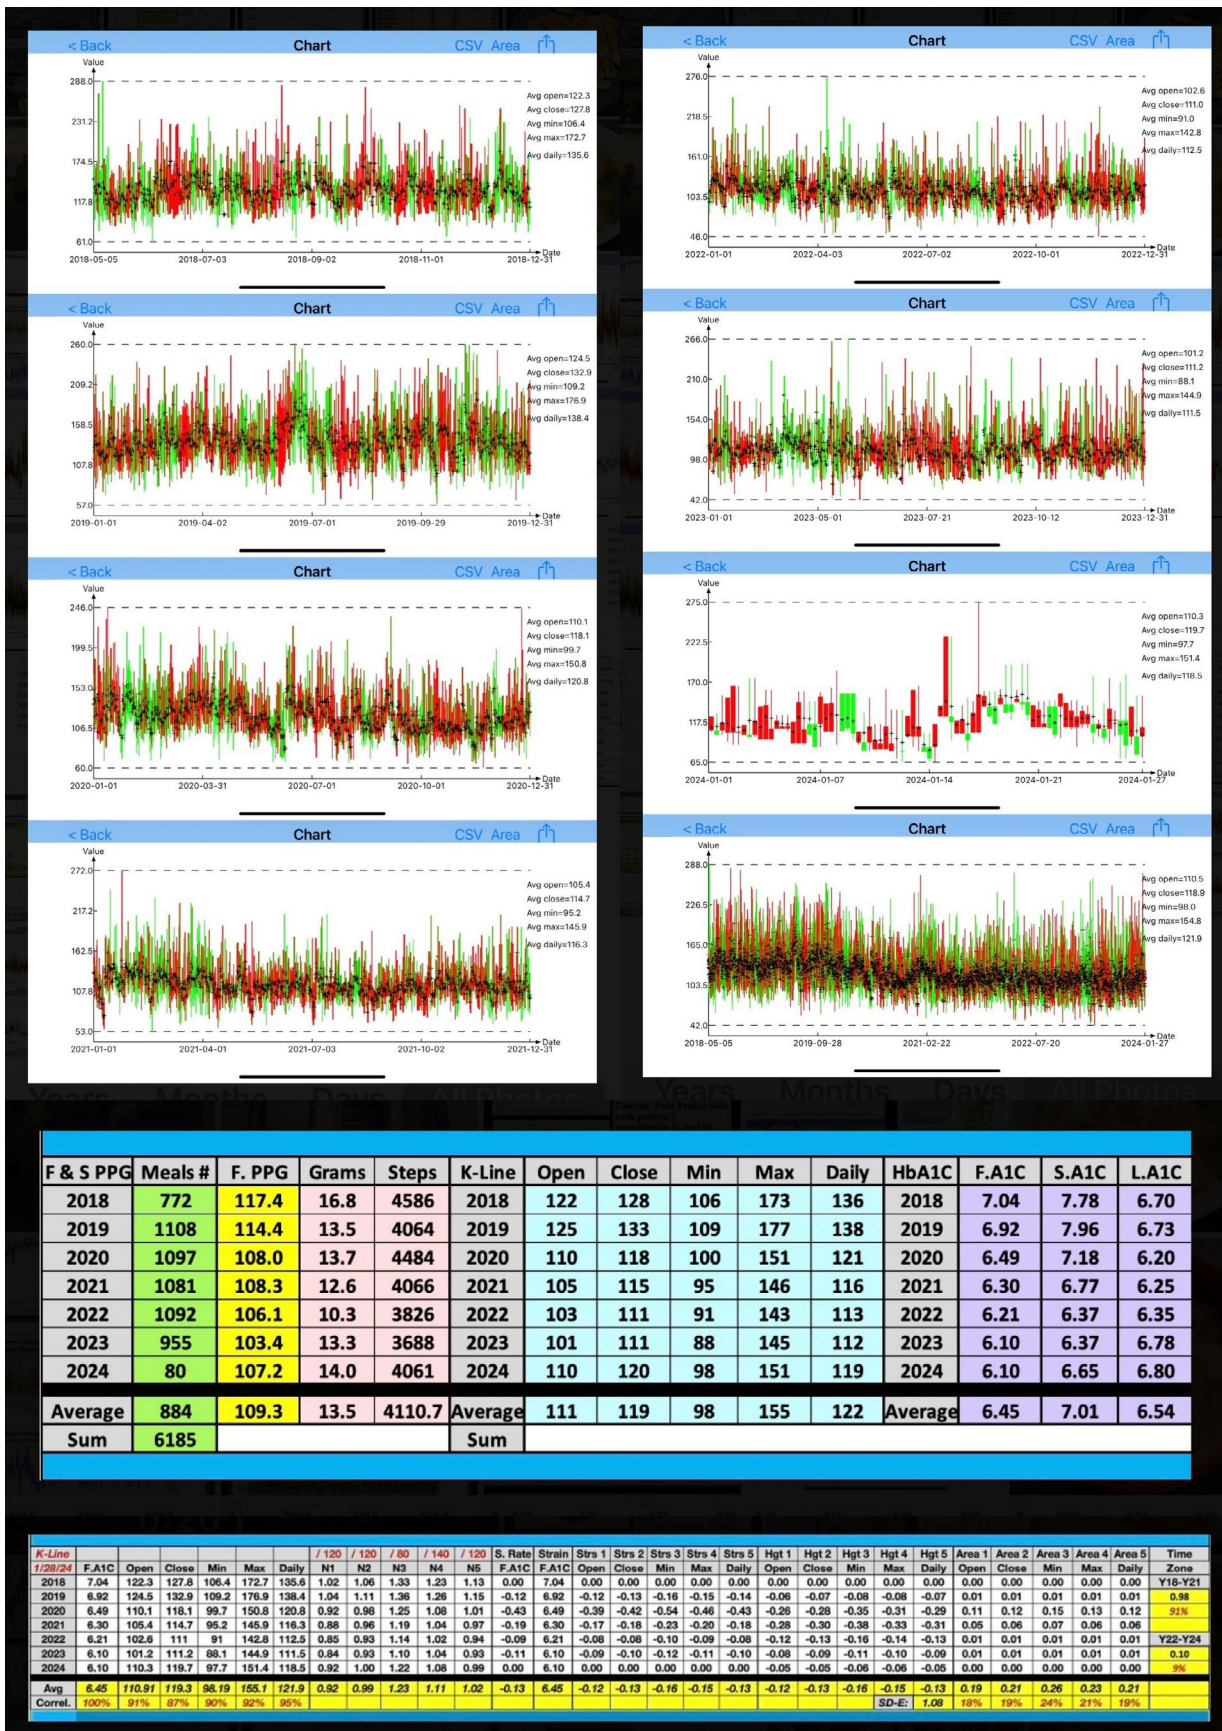 < Back Chart CSV Area
Value
288.0
231.2
174.5
117.8
61.0
Avg open=122.3
Avg close=127.8
Avg min=106.4
Avg max=172.7
Avg daily=135.6
Date
2018-05-05 2018-07-03 2018-09-02 2018-11-01 2018-12-31
< Back Chart CSV Area
Value
260.0
209.2
158.5
107.8
57.0
Avg open=124.5
Avg close=132.9
Avg min=109.2
Avg max=176.9
Avg daily=138.4
Date
2019-01-01 2019-04-02 2019-07-01 2019-09-29 2019-12-31
< Back Chart CSV Area
Value
246.0
199.5
153.0
106.5
60.0
Avg open=110.1
Avg close=118.1
Avg min=99.7
Avg max=150.8
Avg daily=120.8
Date
2020-01-01 2020-03-31 2020-07-01 2020-10-01 2020-12-31
< Back Chart CSV Area
Value
272.0
217.2
162.5
107.8
53.0
Avg open=105.4
Avg close=114.7
Avg min=95.2
Avg max=145.9
Avg daily=116.3
Date
2021-01-01 2021-04-01 2021-07-03 2021-10-02 2021-12-31
< Back Chart CSV Area
Value
276.0
218.5
161.0
103.5
46.0
Avg open=102.6
Avg close=111.0
Avg min=91.0
Avg max=142.8
Avg daily=112.5
Date
2022-01-01 2022-04-03 2022-07-02 2022-10-01 2022-12-31
< Back Chart CSV Area
Value
266.0
210.0
154.0
98.0
42.0
Avg open=101.2
Avg close=111.2
Avg min=88.1
Avg max=144.9
Avg daily=111.5
Date
2023-01-01 2023-05-01 2023-07-21 2023-10-12 2023-12-31
< Back Chart CSV Area
Value
275.0
222.5
170.0
117.5
65.0
Avg open=110.3
Avg close=119.7
Avg min=97.7
Avg max=151.4
Avg daily=118.5
Date
2024-01-01 2024-01-07 2024-01-14 2024-01-21 2024-01-27
< Back Chart CSV Area
Value
288.0
226.5
165.0
103.5
42.0
Avg open=110.5
Avg close=118.9
Avg min=98.0
Avg max=154.8
Avg daily=121.9
Date
2018-05-05 2019-09-28 2021-02-22 2022-07-20 2024-01-27
Years Months Days All Photos Years Months Days All Photos
F & S PPG Meals # F. PPG Grams Steps K-Line Open Close Min Max Daily HbA1C F.A1C S.A1C L.A1C
2018 772 117.4 16.8 4586 2018 122 128 106 173 136 2018 7.04 7.78 6.70
2019 1108 114.4 13.5 4064 2019 125 133 109 177 138 2019 6.92 7.96 6.73
2020 1097 108.0 13.7 4484 2020 110 118 100 151 121 2020 6.49 7.18 6.20
2021 1081 108.3 12.6 4066 2021 105 115 95 146 116 2021 6.30 6.77 6.25
2022 1092 106.1 10.3 3826 2022 103 111 91 143 113 2022 6.21 6.37 6.35
2023 955 103.4 13.3 3688 2023 101 111 88 145 112 2023 6.10 6.37 6.78
2024 80 107.2 14.0 4061 2024 110 120 98 151 119 2024 6.10 6.65 6.80
Average 884 109.3 13.5 4110.7 Average 111 119 98 155 122 Average 6.45 7.01 6.54
Sum 6185 Sum
K-Line / 120 / 120 / 80 / 140 / 120 S. Rate Strain Strs 1 Strs 2 Strs 3 Strs 4 Strs 5 Hgt 1 Hgt 2 Hgt 3 Hgt 4 Hgt 5 Area 1 Area 2 Area 3 Area 4 Area 5 Time
1/28/24 F.A1C Open Close Min Max Daily N1 N2 N3 N4 N5 F.A1C F.A1C Open Close Min Max Daily Open Close Min Max Daily Open Close Min Max Daily Zone
2018 7.04 122.3 127.8 106.4 172.7 135.6 1.02 1.06 1.33 1.23 1.13 0.00 7.04 0.00 0.00 0.00 0.00 0.00 0.00 0.00 0.00 0.00 0.00 0.00 0.00 0.00 0.00 0.00 Y18-Y21
2019 6.92 124.5 132.9 109.2 176.9 138.4 1.04 1.11 1.36 1.26 1.15 -0.12 6.92 -0.12 -0.13 -0.16 -0.15 -0.14 -0.06 -0.07 -0.08 -0.08 -0.07 0.01 0.01 0.01 0.01 0.01 0.98
2020 6.49 110.1 118.1 99.7 150.8 120.8 0.92 0.98 1.25 1.08 1.01 -0.43 6.49 -0.39 -0.42 -0.54 -0.46 -0.43 -0.26 -0.28 -0.35 -0.31 -0.29 0.11 0.12 0.15 0.13 0.12 91%
2021 6.30 105.4 114.7 95.2 145.9 116.3 0.88 0.96 1.19 1.04 0.97 -0.19 6.30 -0.17 -0.18 -0.23 -0.20 -0.18 -0.28 -0.30 -0.38 -0.33 -0.31 0.05 0.06 0.07 0.06 0.06
2022 6.21 102.6 111 91 142.8 112.5 0.85 0.93 1.14 1.02 0.94 -0.09 6.21 -0.08 -0.08 -0.10 -0.09 -0.08 -0.12 -0.13 -0.16 -0.14 -0.13 0.01 0.01 0.01 0.01 0.01 Y22-Y24
2023 6.10 101.2 111.2 88.1 144.9 111.5 0.84 0.93 1.10 1.04 0.93 -0.11 6.10 -0.09 -0.10 -0.12 -0.11 -0.10 -0.08 -0.09 -0.11 -0.10 -0.09 0.01 0.01 0.01 0.01 0.01 0.10
2024 6.10 110.3 119.7 97.7 151.4 118.5 0.92 1.00 1.22 1.08 0.99 0.00 6.10 0.00 0.00 0.00 0.00 0.00 -0.05 -0.05 -0.06 -0.06 -0.05 0.00 0.00 0.00 0.00 0.00 9%
Avg 6.45 110.91 119.3 98.19 155.1 121.9 0.92 0.99 1.23 1.11 1.02 -0.13 6.45 -0.12 -0.13 -0.16 -0.15 -0.13 -0.12 -0.13 -0.16 -0.15 -0.13 0.19 0.21 0.26 0.23 0.21
Correl. 100% 91% 87% 90% 92% 95% SD-E: 1.08 18% 19% 24% 21% 19%